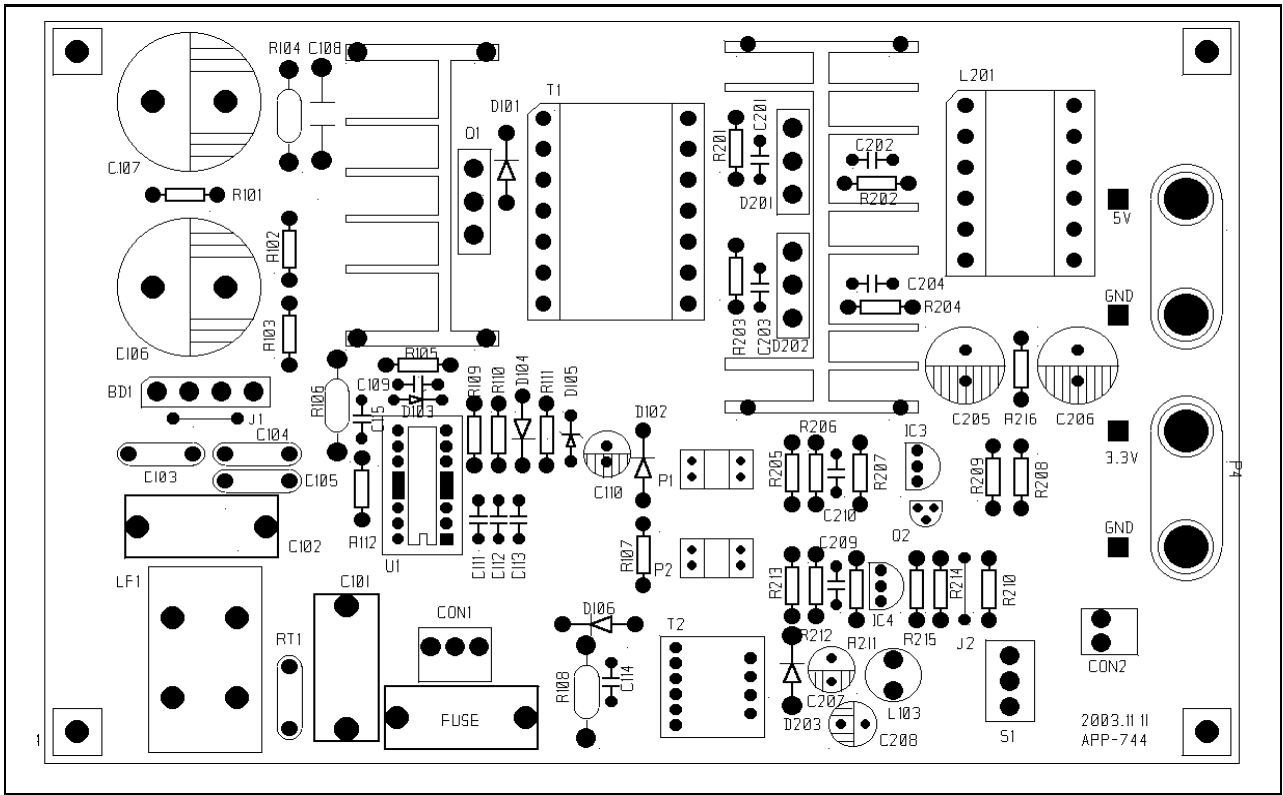 R104 C108
C107
R101
R102
R103
C106
BD1
J1
C103
C104
C105
C102
LF1
RT1
C101
CON1
FUSE
D101
Q1
T1
R105
C109
D103
R106
C115
R112
U1
R109
R110
D104
R111
D105
C110
D102
C111
C112
C113
R107
P1
P2
D106
R108
C114
T2
R201
C201
D201
C202
R202
R203
C203
D202
C204
R204
L201
5V
GND
3.3V
GND
P4
C205
R216
C206
R205
R206
C210
R207
IC3
Q2
R209
R208
R213
C209
R212
R211
IC4
R215
R214
J2
R210
D203
C207
C208
L103
S1
CON2
2003.11 11
APP-744
1